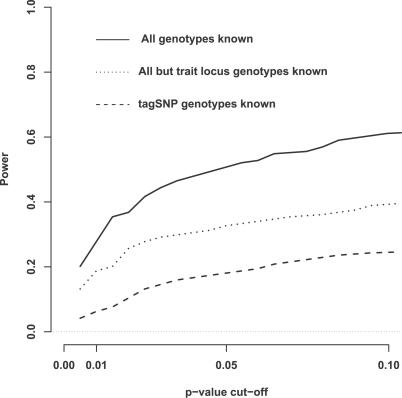 All genotypes known
All but trait locus genotypes known
tagSNP genotypes known
Power
1.0
0.8
0.6
0.4
0.2
0.0
0.00 0.01 0.05 0.10
p-value cut-off